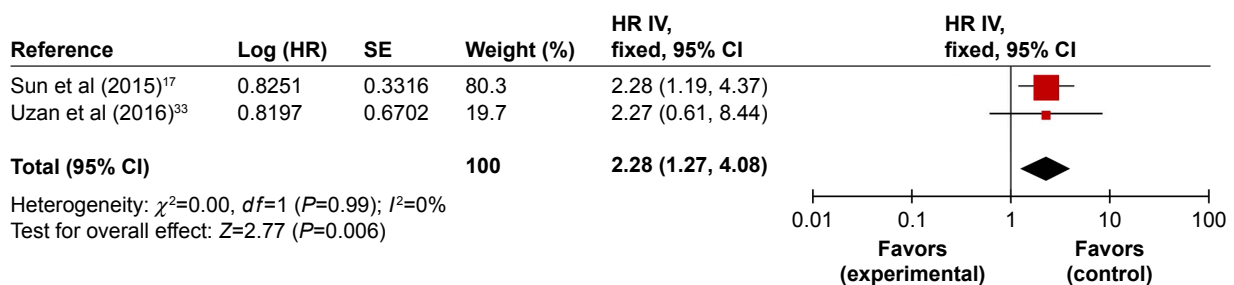 HR IV, HR IV,
Reference Log (HR) SE Weight (%) fixed, 95% CI fixed, 95% CI
Sun et al (2015)¹⁷ 0.8251 0.3316 80.3 2.28 (1.19, 4.37)
Uzan et al (2016)³³ 0.8197 0.6702 19.7 2.27 (0.61, 8.44)
Total (95% CI) 100 2.28 (1.27, 4.08)
Heterogeneity: χ²=0.00, df=1 (P=0.99); I²=0%
Test for overall effect: Z=2.77 (P=0.006)
0.01 0.1 1 10 100
Favors Favors
(experimental) (control)